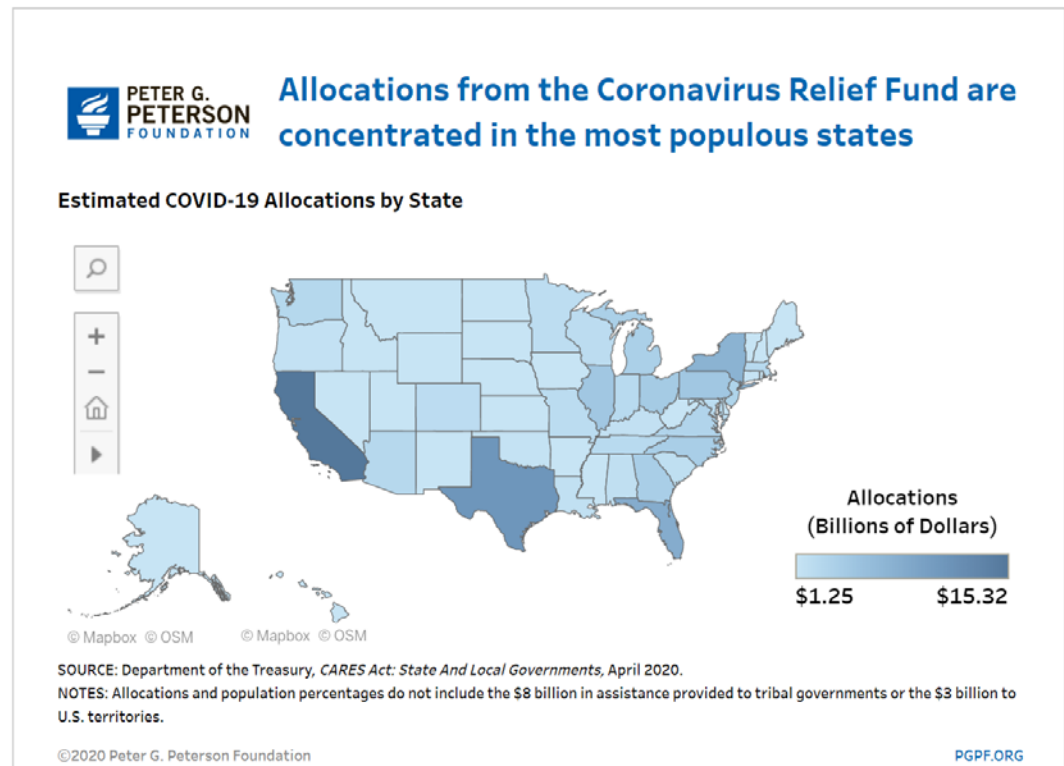 PETER G.
PETERSON
FOUNDATION
Allocations from the Coronavirus Relief Fund are
concentrated in the most populous states
Estimated COVID-19 Allocations by State
Allocations
(Billions of Dollars)
$1.25 $15.32
© Mapbox © OSM © Mapbox © OSM
SOURCE: Department of the Treasury, CARES Act: State And Local Governments, April 2020.
NOTES: Allocations and population percentages do not include the $8 billion in assistance provided to tribal governments or the $3 billion to
U.S. territories.
©2020 Peter G. Peterson Foundation PGPF.ORG